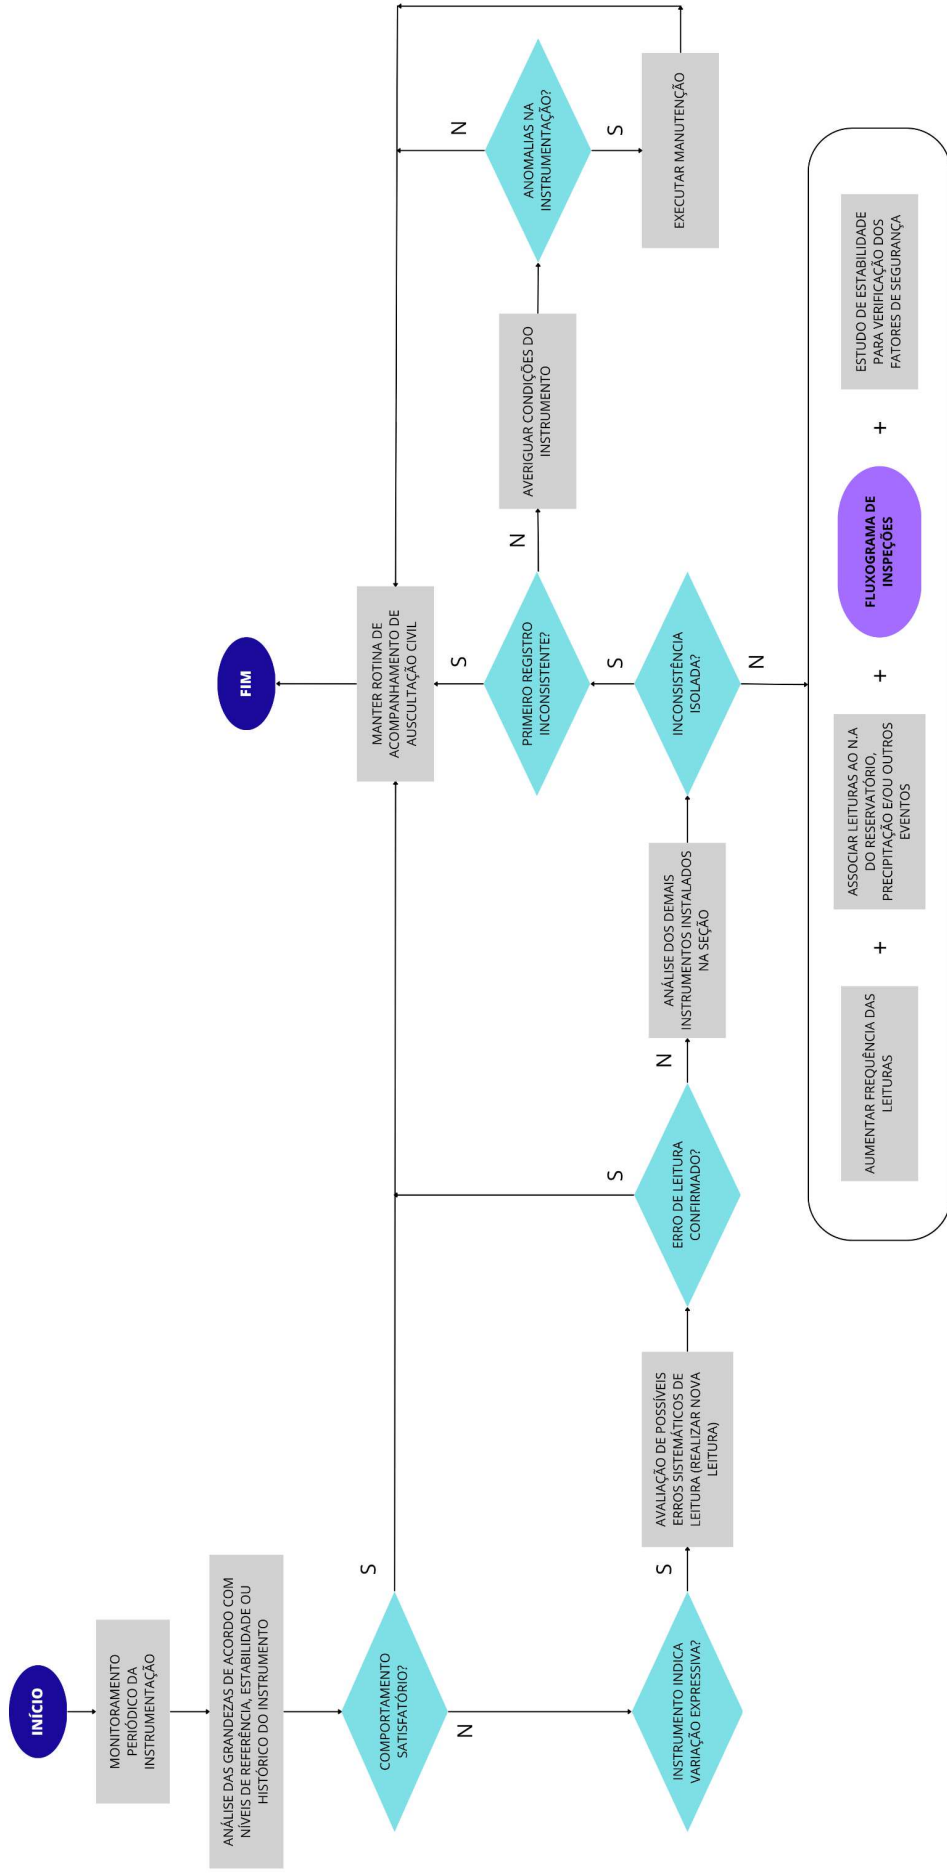 INÍCIO
MONITORAMENTO
PERIÓDICO DA
INSTRUMENTAÇÃO
ANÁLISE DAS GRANDEZAS DE ACORDO COM
NÍVEIS DE REFERÊNCIA, ESTABILIDADE OU
HISTÓRICO DO INSTRUMENTO
COMPORTAMENTO
SATISFATÓRIO?
S
N
INSTRUMENTO INDICA
VARIAÇÃO EXPRESSIVA?
S
AVALIAÇÃO DE POSSÍVEIS
ERROS SISTEMÁTICOS DE
LEITURA (REALIZAR NOVA
LEITURA)
ERRO DE LEITURA
CONFIRMADO?
S
N
ANÁLISE DOS DEMAIS
INSTRUMENTOS INSTALADOS
NA SEÇÃO
INCONSISTÊNCIA
ISOLADA?
S
N
PRIMEIRO REGISTRO
INCONSISTENTE?
S
N
MANTER ROTINA DE
ACOMPANHAMENTO DE
AUSCULTAÇÃO CIVIL
FIM
AVERIGUAR CONDIÇÕES DO
INSTRUMENTO
ANOMALIAS NA
INSTRUMENTAÇÃO?
N
S
EXECUTAR MANUTENÇÃO
AUMENTAR FREQUÊNCIA DAS
LEITURAS
+
ASSOCIAR LEITURAS AO N.A
DO RESERVATÓRIO,
PRECIPITAÇÃO E/OU OUTROS
EVENTOS
+
FLUXOGRAMA DE
INSPEÇÕES
+
ESTUDO DE ESTABILIDADE
PARA VERIFICAÇÃO DOS
FATORES DE SEGURANÇA